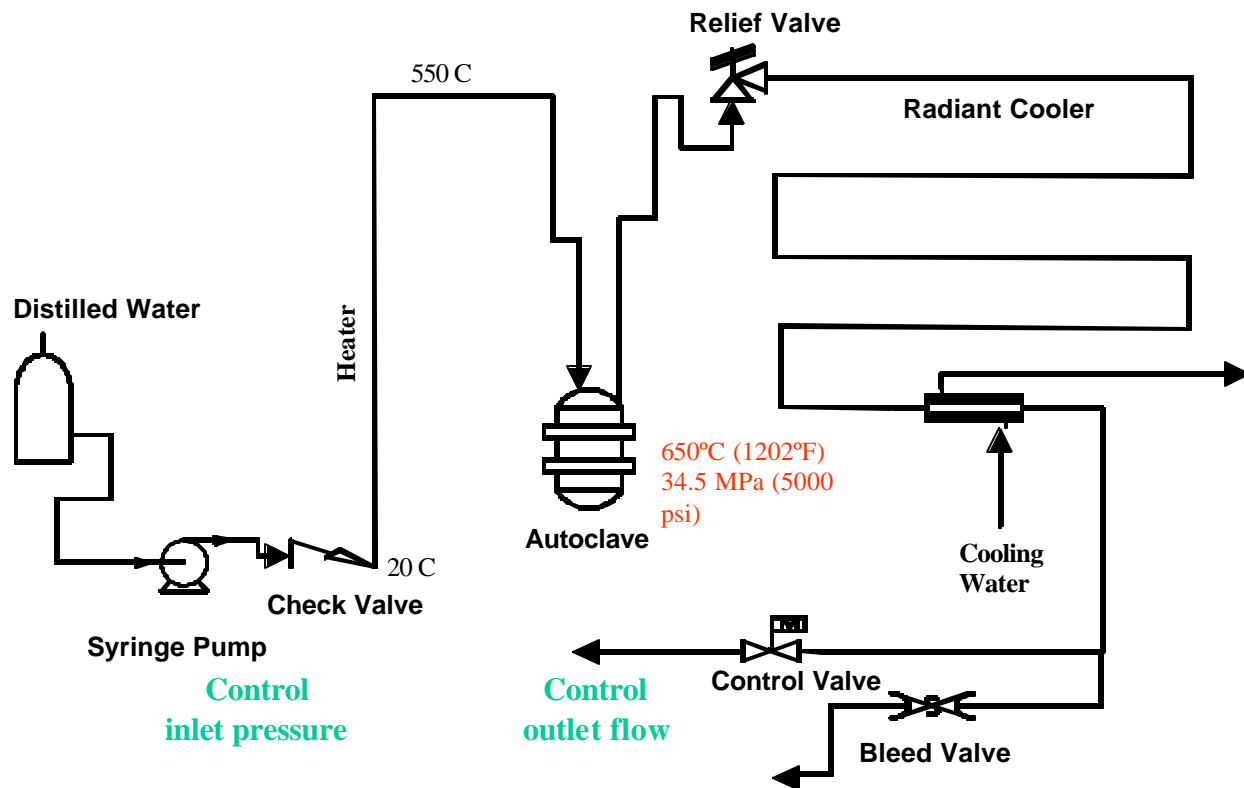 Relief Valve
550 C
Radiant Cooler
Distilled Water
Heater
650ºC (1202ºF)
34.5 MPa (5000
psi)
Autoclave
20 C
Check Valve
Cooling
Water
Syringe Pump
M
Control Valve
Control
inlet pressure
Control
outlet flow
S
Bleed Valve